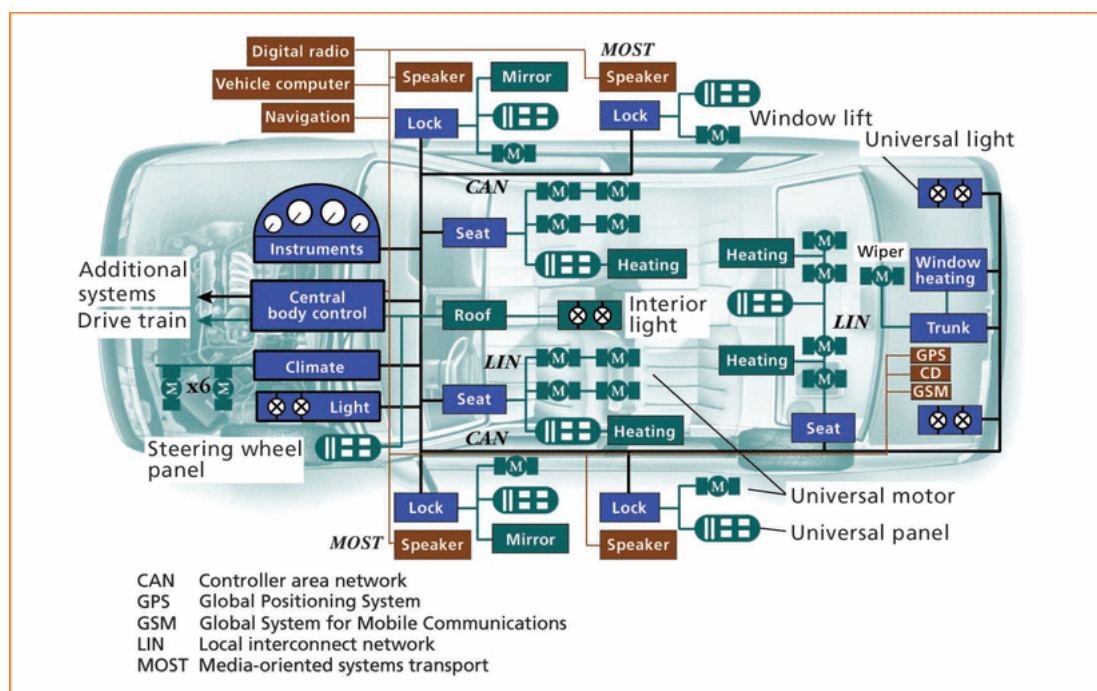 Digital radio
MOST
Speaker
Mirror
Speaker
Vehicle computer
Navigation
Lock
Lock
Window lift
M
M
Universal light
CAN
M
M
Instruments
Seat
M
M
Heating
Heating
M
Wiper
M
M
Window
heating
Additional
systems
Drive train
Central
body control
Roof
Interior
light
LIN
Trunk
Climate
LIN
M
M
Heating
M
GPS
CD
GSM
M
x6
M
Light
Seat
M
M
M
CAN
Heating
Seat
Steering wheel
panel
M
M
Universal motor
Lock
Lock
Universal panel
MOST
Speaker
Mirror
Speaker
CAN Controller area network
GPS Global Positioning System
GSM Global System for Mobile Communications
LIN Local interconnect network
MOST Media-oriented systems transport